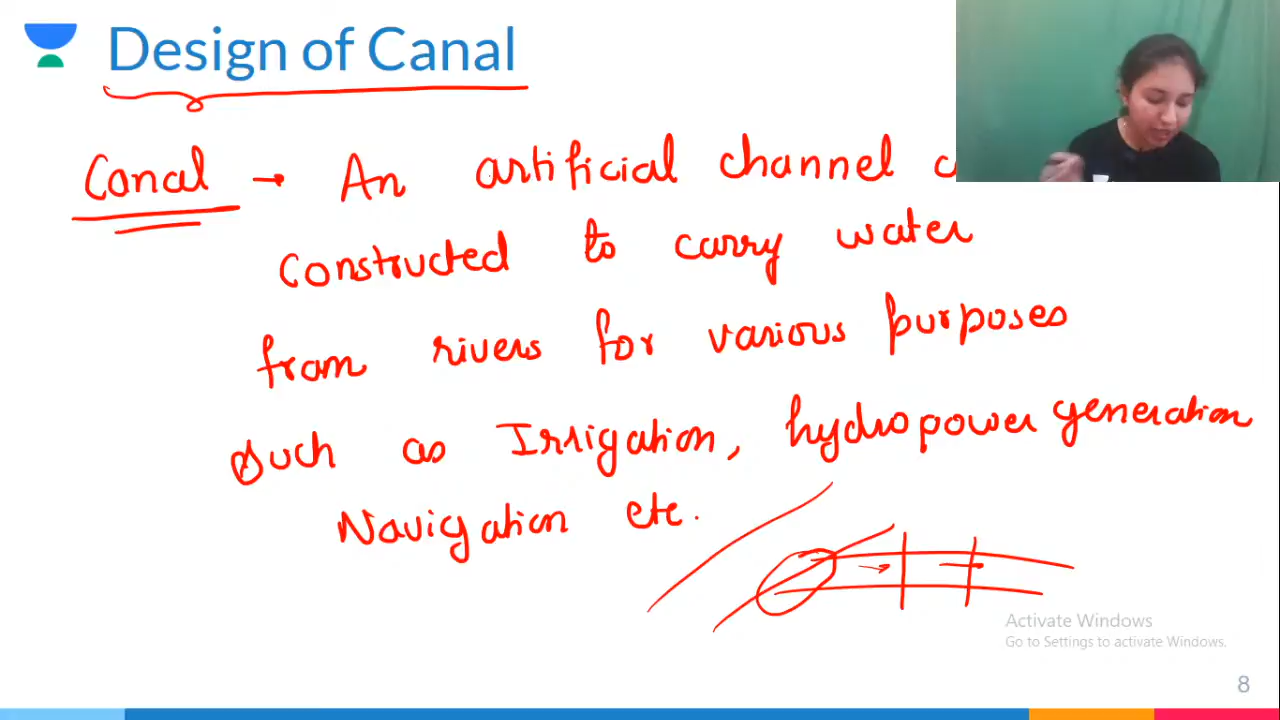 Design of Canal
Canal → An artificial channel c
constructed to carry water
from rivers for various purposes
such as Irrigation, hydropower generation
Navigation etc.
Activate Windows
Go to Settings to activate Windows.
8